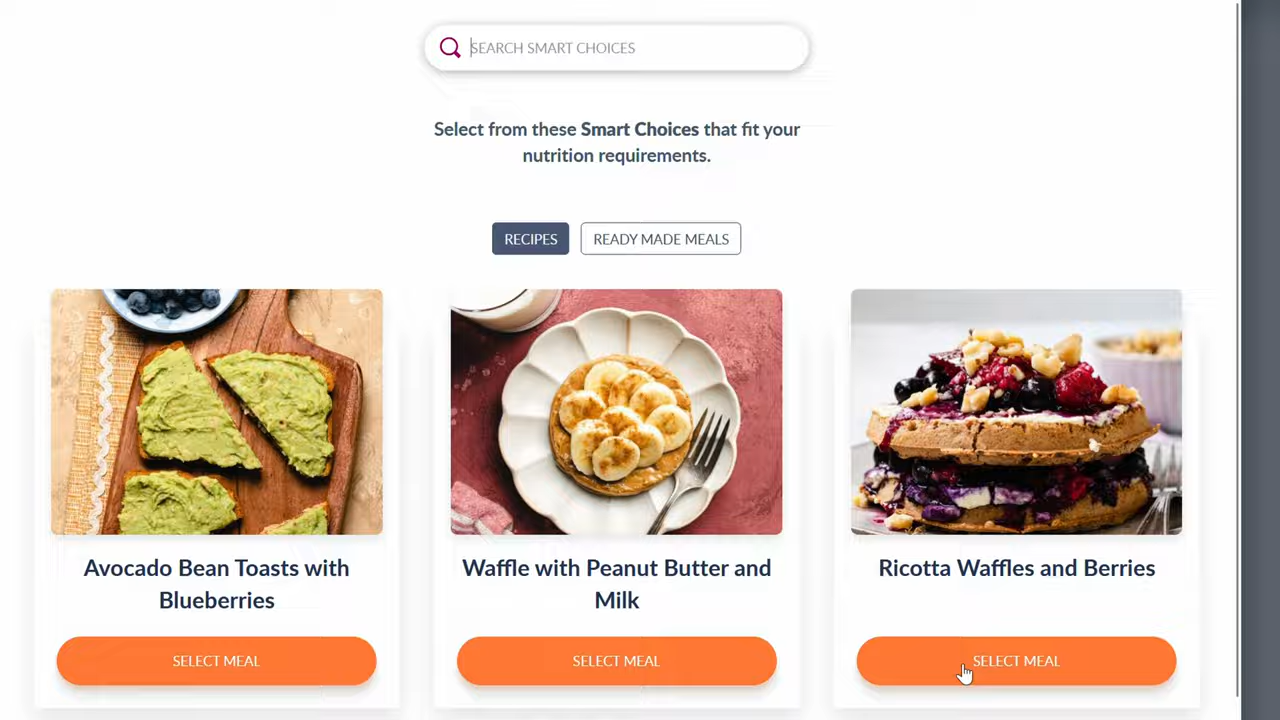 SEARCH SMART CHOICES
Select from these Smart Choices that fit your
nutrition requirements.
RECIPES
READY MADE MEALS
Avocado Bean Toasts with
Blueberries
Waffle with Peanut Butter and
Milk
Ricotta Waffles and Berries
SELECT MEAL
SELECT MEAL
SELECT MEAL